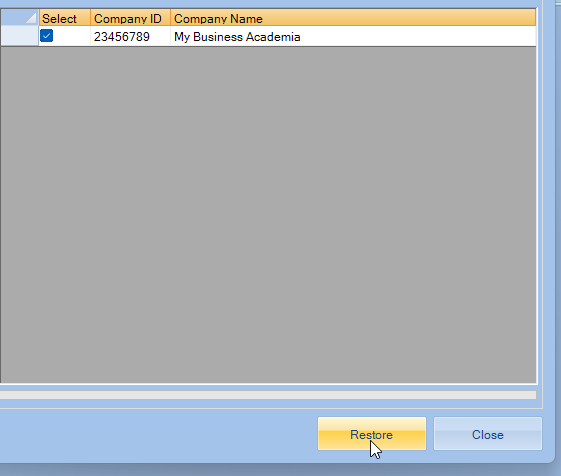 Select Company ID Company Name
23456789 My Business Academia
Restore Close